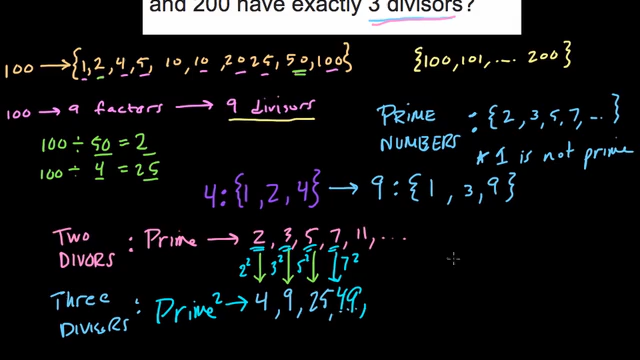 and 200 have exactly 3 divisors?
100 → {1, 2, 4, 5, 10, 10, 20 25, 50, 100}
{100, 101, ... 200}
100 → 9 factors → 9 divisors
100 ÷ 50 = 2
100 ÷ 4 = 25
PRIME NUMBERS : {2, 3, 5, 7, ...}
* 1 is not prime
4 : {1, 2, 4} → 9 : {1, 3, 9}
TWO DIVORS : Prime → 2, 3, 5, 7, 11, ...
2² 3² 5² 7²
Three DIVISERS : Prime² → 4, 9, 25, 49,